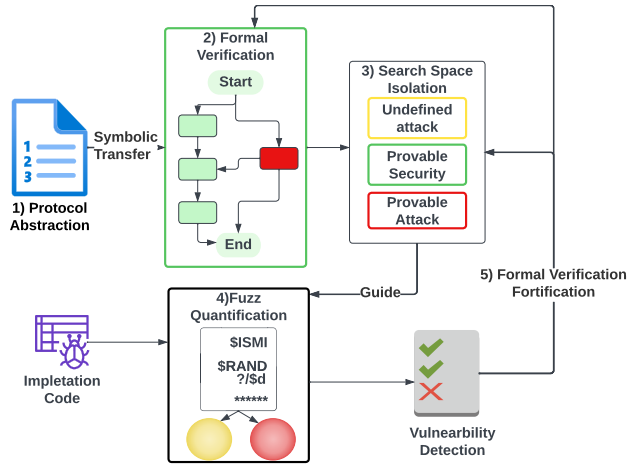 2) Formal
Verification
Start
End
3) Search Space
Isolation
Undefined
attack
Provable
Security
Provable
Attack
1
2
3
Symbolic
Transfer
1) Protocol
Abstraction
5) Formal Verification
Fortification
Guide
4)Fuzz
Quantification
$ISMI
$RAND
?/$d
******
Impletation
Code
Vulnearbility
Detection